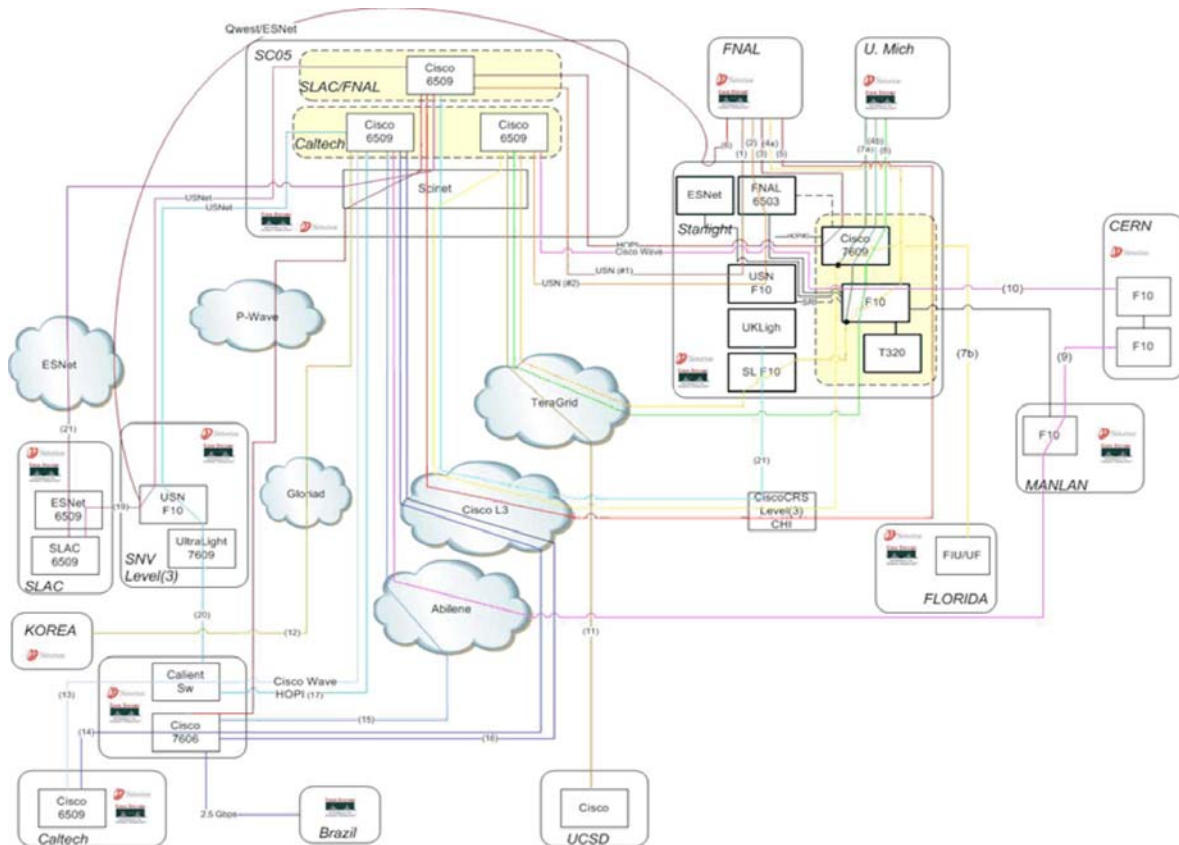 Qwest/ESNet
SC05
Cisco
6509
SLAC/FNAL
Cisco
6509
Cisco
6509
Caltech
USNet
USNet
FNAL
U. Mich
(6)
(1)
(2)
(3)
(4a)
(5)
(7a)
(4b)
(8)
ESNet
FNAL
6503
Starlight
HOPI
Cisco Wave
Cisco
7609
USN (#1)
USN (#2)
USN
F10
F10
UKLigh
T320
SL F10
CERN
F10
F10
(10)
(9)
(7b)
F10
MANLAN
P-Wave
ESNet
TeraGrid
(21)
(21)
ESNet
6509
SLAC
6509
SLAC
(19)
USN
F10
UltraLight
7609
SNV
Level(3)
Gloriad
Cisco L3
CiscoCRS
Level(3)
CHI
FIU/UF
FLORIDA
Abilene
(20)
(12)
(11)
KOREA
Calient
Sw
Cisco Wave
HOPI (17)
(13)
(14)
Cisco
7606
(15)
(16)
Cisco
6509
Caltech
2.5 Gbps
Brazil
Cisco
UCSD